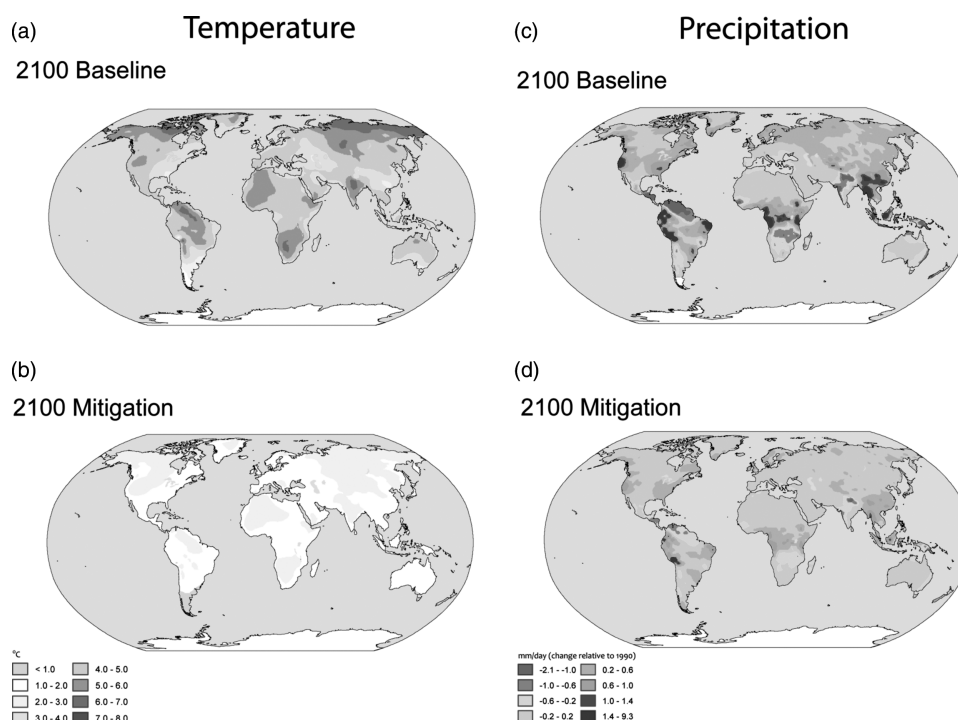 (a)
Temperature
2100 Baseline
(b)
2100 Mitigation
°C
< 1.0
1.0 - 2.0
2.0 - 3.0
3.0 - 4.0
4.0 - 5.0
5.0 - 6.0
6.0 - 7.0
7.0 - 8.0
(c)
Precipitation
2100 Baseline
(d)
2100 Mitigation
mm/day (change relative to 1990)
-2.1 - -1.0
-1.0 - -0.6
-0.6 - -0.2
-0.2 - 0.2
0.2 - 0.6
0.6 - 1.0
1.0 - 1.4
1.4 - 9.3